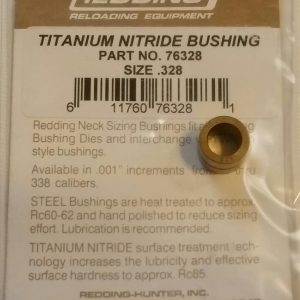 REDDING
RELOADING EQUIPMENT
TITANIUM NITRIDE BUSHING
PART NO. 76328
SIZE .328
6 11760 76328 1
Redding Neck Sizing Bushings fit
Bushing Dies and interchange
style bushings.
Available in .001" increments from
338 calibers.
STEEL Bushings are heat treated to approx.
Rc60-62 and hand polished to reduce sizing
effort. Lubrication is recommended.
TITANIUM NITRIDE surface treatment tech-
nology increases the lubricity and effective
surface hardness to approx. Rc85.
REDDING-HUNTER, INC.